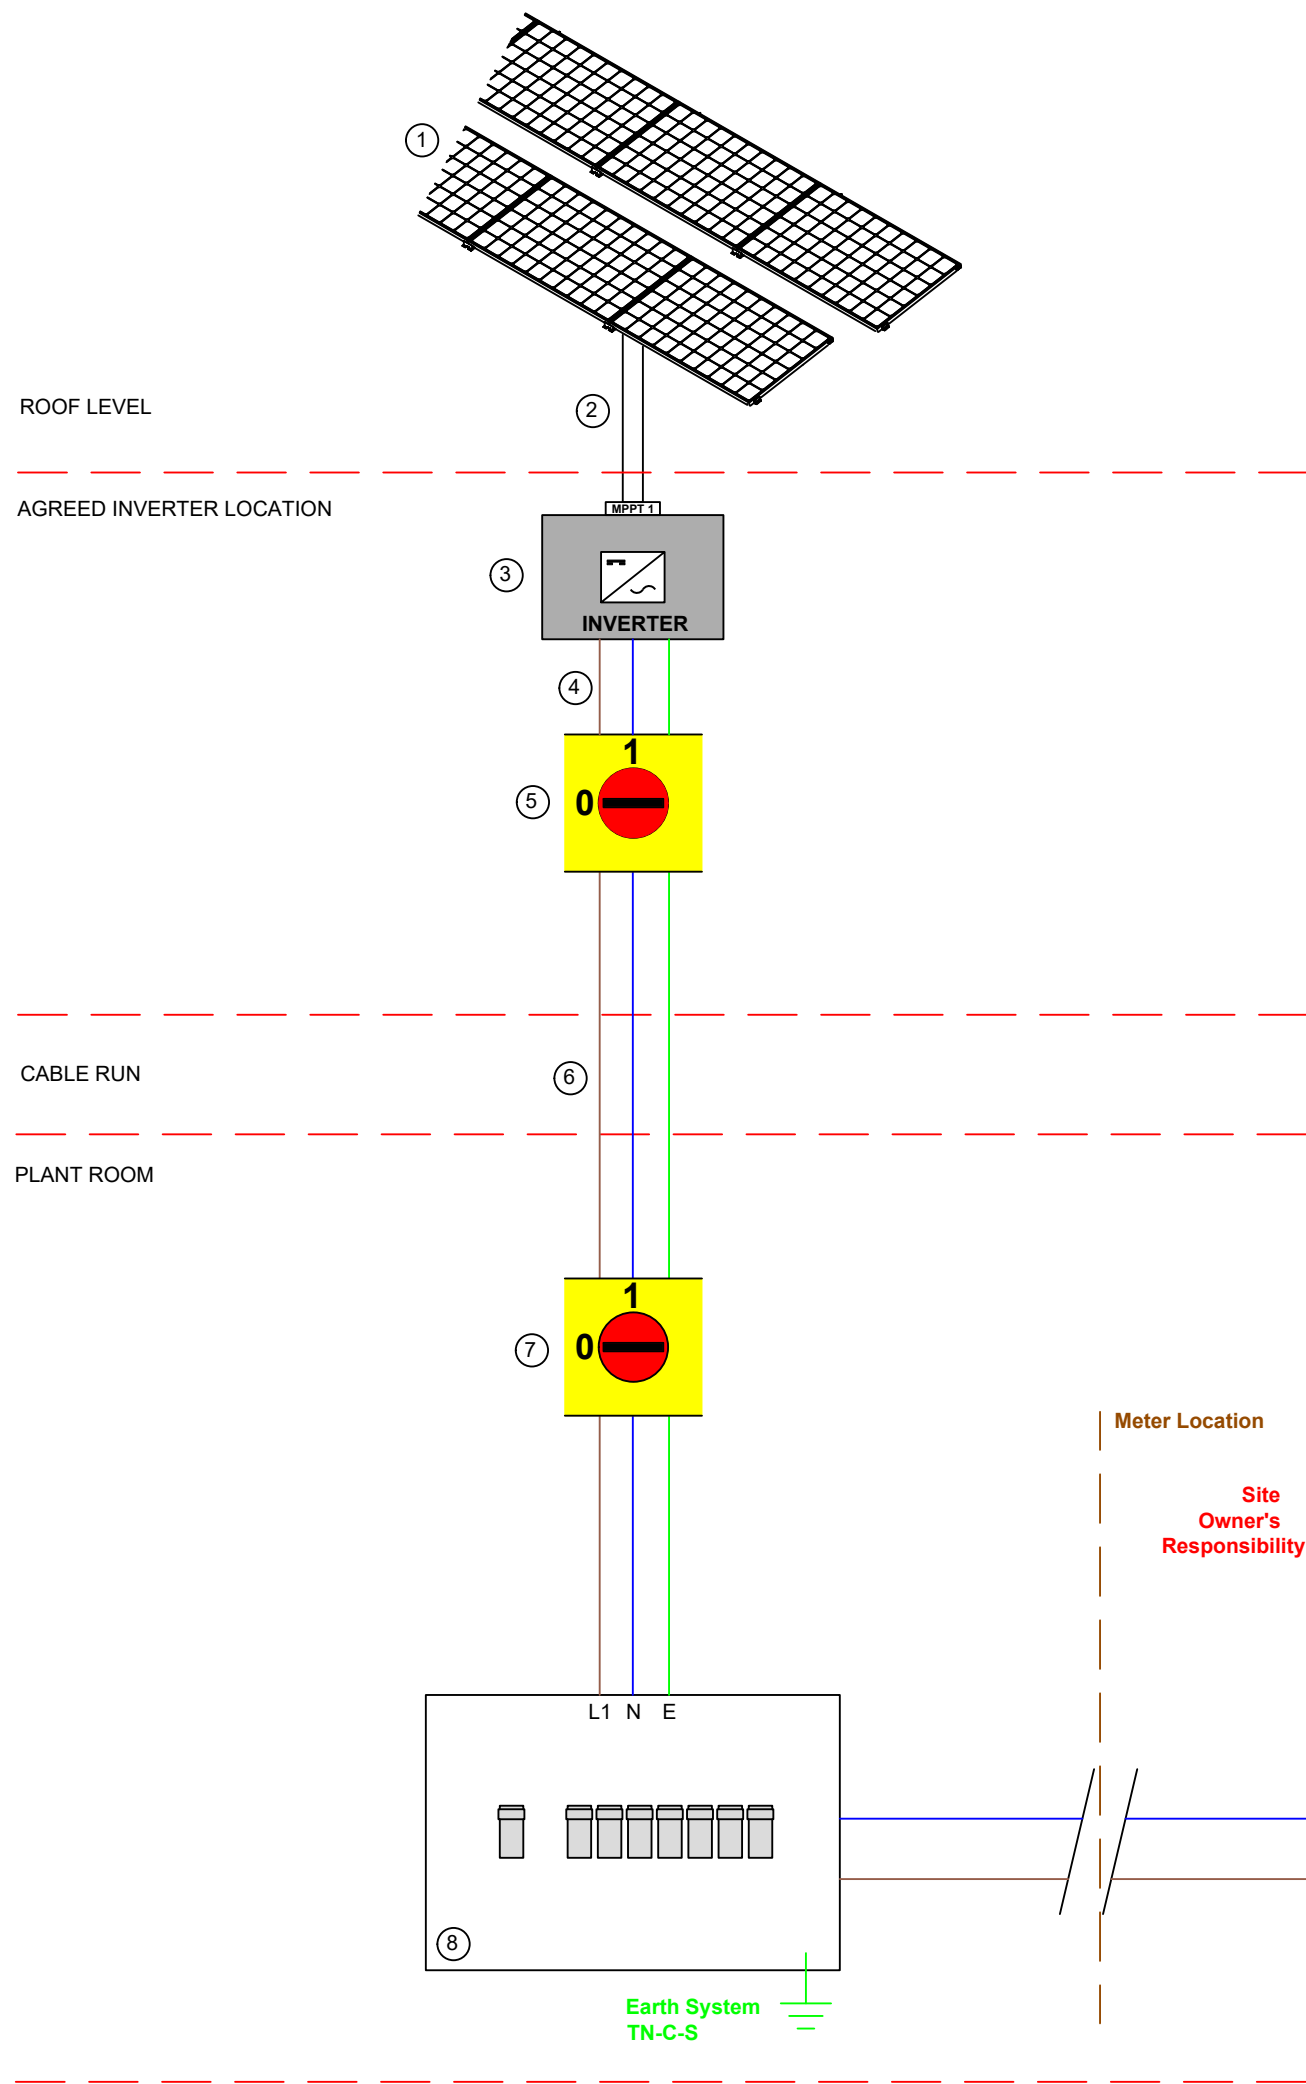 1
2
ROOF LEVEL
AGREED INVERTER LOCATION
MPPT 1
3
INVERTER
4
1
5
0
CABLE RUN
6
PLANT ROOM
1
7
0
Meter Location
Site
Owner's
Responsibility
L1 N E
8
Earth System
TN-C-S